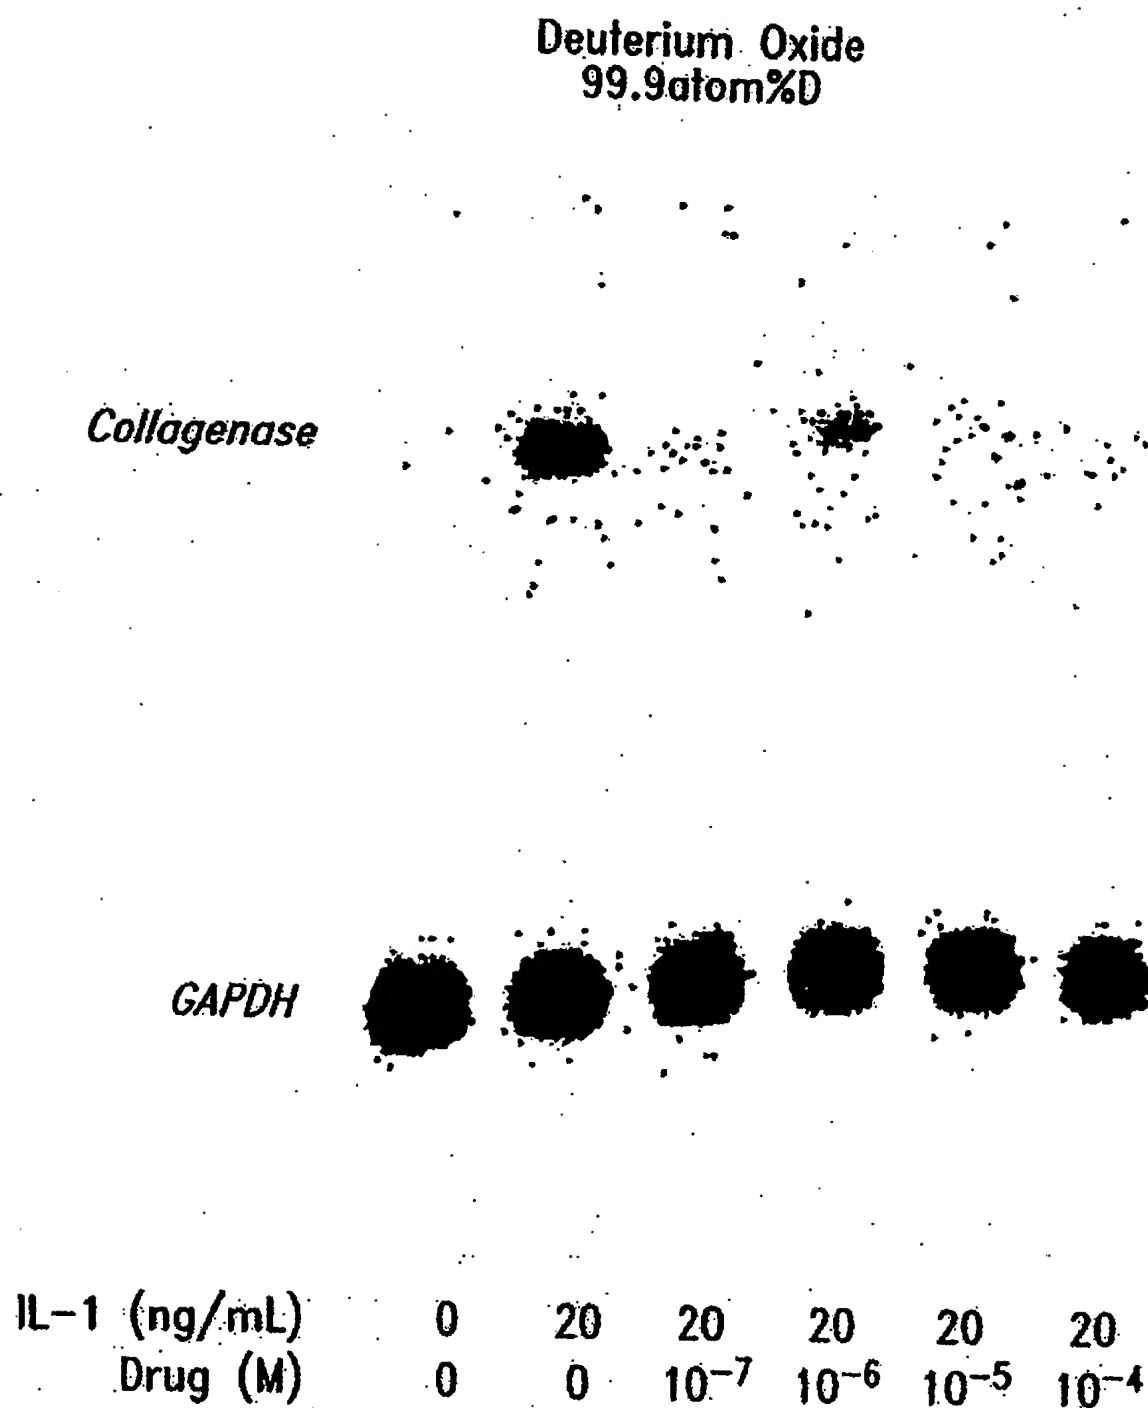 Deuterium Oxide
99.9atom%D
Collagenase
GAPDH
IL-1 (ng/mL) 0 20 20 20 20 20
Drug (M) 0 0 10⁻⁷ 10⁻⁶ 10⁻⁵ 10⁻⁴